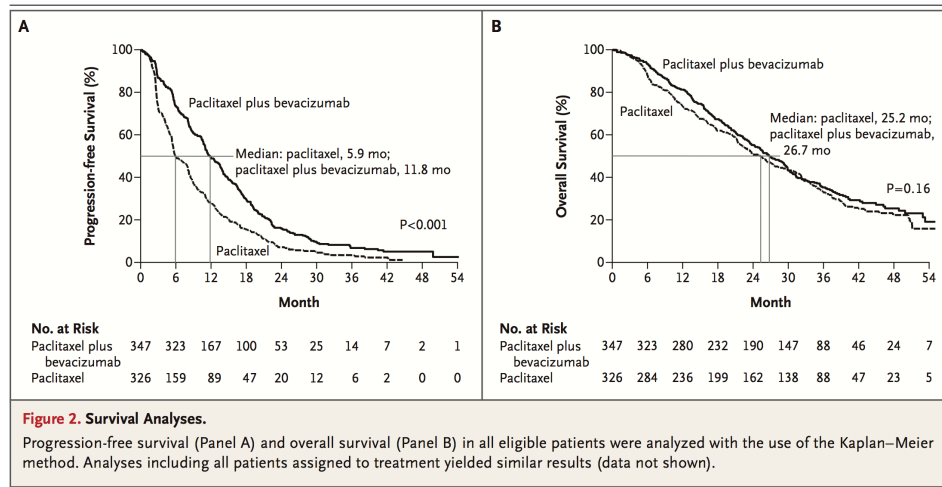 A
Progression-free Survival (%)
100
80
60
40
20
0
Paclitaxel plus bevacizumab
Median: paclitaxel, 5.9 mo;
paclitaxel plus bevacizumab, 11.8 mo
P<0.001
Paclitaxel
0 6 12 18 24 30 36 42 48 54
Month
No. at Risk
Paclitaxel plus 347 323 167 100 53 25 14 7 2 1
bevacizumab
Paclitaxel 326 159 89 47 20 12 6 2 0 0
B
Overall Survival (%)
100
80
60
40
20
0
Paclitaxel plus bevacizumab
Paclitaxel
Median: paclitaxel, 25.2 mo;
paclitaxel plus bevacizumab,
26.7 mo
P=0.16
0 6 12 18 24 30 36 42 48 54
Month
No. at Risk
Paclitaxel plus 347 323 280 232 190 147 88 46 24 7
bevacizumab
Paclitaxel 326 284 236 199 162 138 88 47 23 5
Figure 2. Survival Analyses.
Progression-free survival (Panel A) and overall survival (Panel B) in all eligible patients were analyzed with the use of the Kaplan–Meier
method. Analyses including all patients assigned to treatment yielded similar results (data not shown).